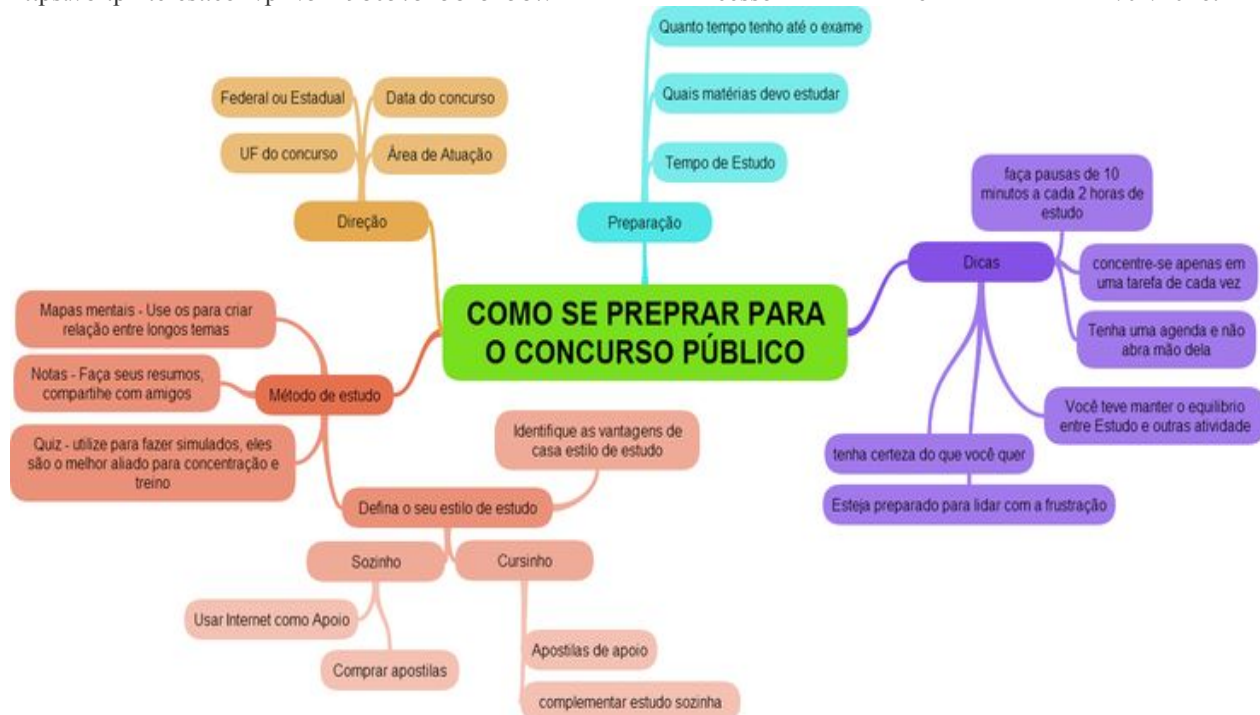 Quanto tempo tenho até o exame
Quais matérias devo estudar
Tempo de Estudo
Preparação
Federal ou Estadual
Data do concurso
UF do concurso
Área de Atuação
Direção
faça pausas de 10
minutos a cada 2 horas de
estudo
Dicas
concentre-se apenas em
uma tarefa de cada vez
Tenha uma agenda e não
abra mão dela
Você teve manter o equilíbrio
entre Estudo e outras atividade
tenha certeza do que você quer
Esteja preparado para lidar com a frustração
COMO SE PREPRAR PARA
O CONCURSO PÚBLICO
Mapas mentais - Use os para criar
relação entre longos temas
Notas - Faça seus resumos,
compartihe com amigos
Método de estudo
Quiz - utilize para fazer simulados, eles
são o melhor aliado para concentração e
treino
Identifique as vantagens de
casa estilo de estudo
Defina o seu estilo de estudo
Sozinho
Cursinho
Usar Internet como Apoio
Comprar apostilas
Apostilas de apoio
complementar estudo sozinha